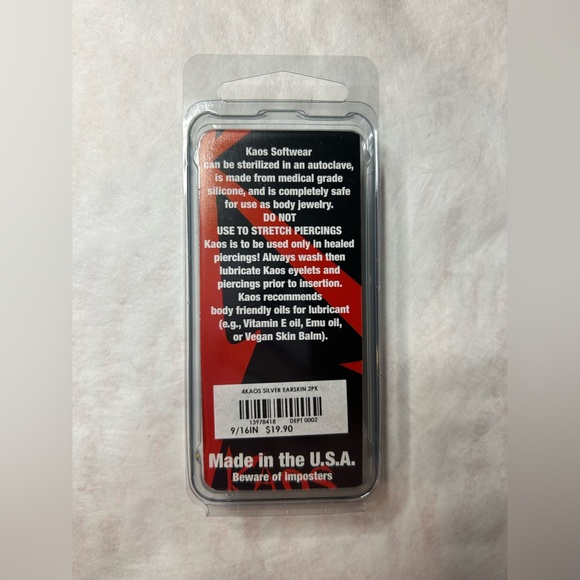 Kaos Softwear
can be sterilized in an autoclave,
is made from medical grade
silicone, and is completely safe
for use as body jewelry.
DO NOT
USE TO STRETCH PIERCINGS
Kaos is to be used only in healed
piercings! Always wash then
lubricate Kaos eyelets and
piercings prior to insertion.
Kaos recommends
body friendly oils for lubricant
(e.g., Vitamin E oil, Emu oil,
or Vegan Skin Balm).
4KAOS SILVER EARSKIN 2PK
13978418 DEPT 0002
9/16IN $19.90
Made in the U.S.A.
Beware of imposters
KAOS